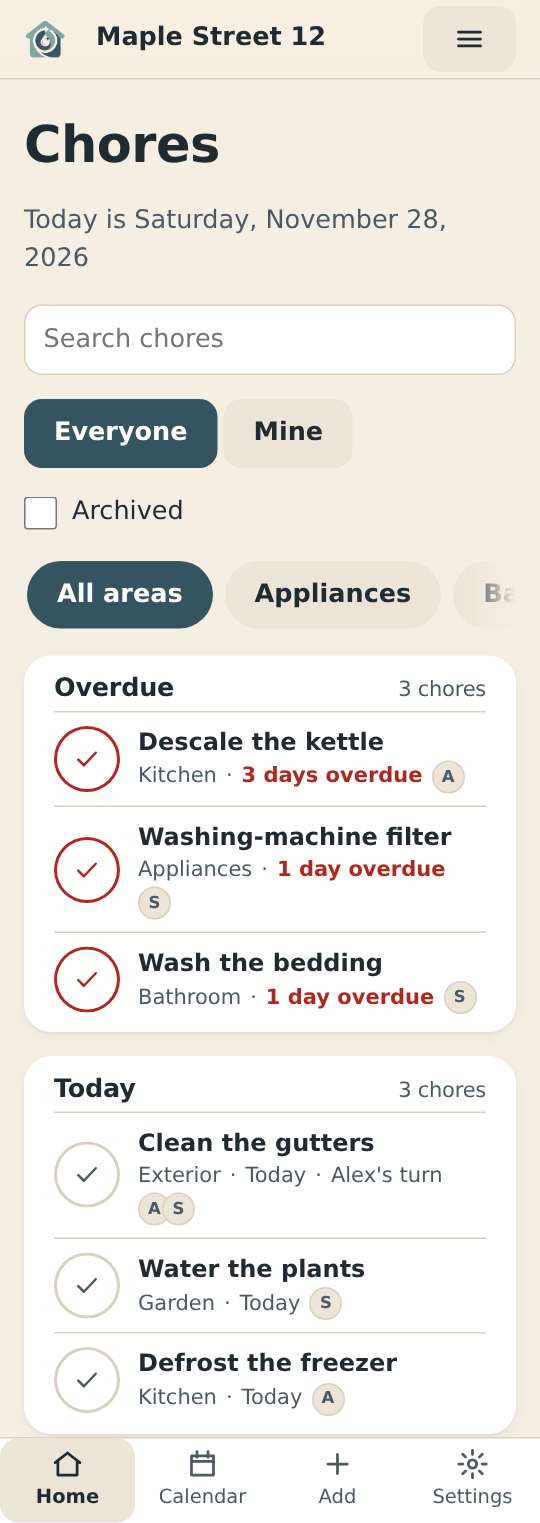 Maple Street 12
Chores
Today is Saturday, November 28,
2026
Search chores
Everyone
Mine
Archived
All areas
Appliances
Overdue
3 chores
Descale the kettle
Kitchen · 3 days overdue A
Washing-machine filter
Appliances · 1 day overdue
S
Wash the bedding
Bathroom · 1 day overdue S
Today
3 chores
Clean the gutters
Exterior · Today · Alex's turn
A S
Water the plants
Garden · Today S
Defrost the freezer
Kitchen · Today A
Home
Calendar
Add
Settings